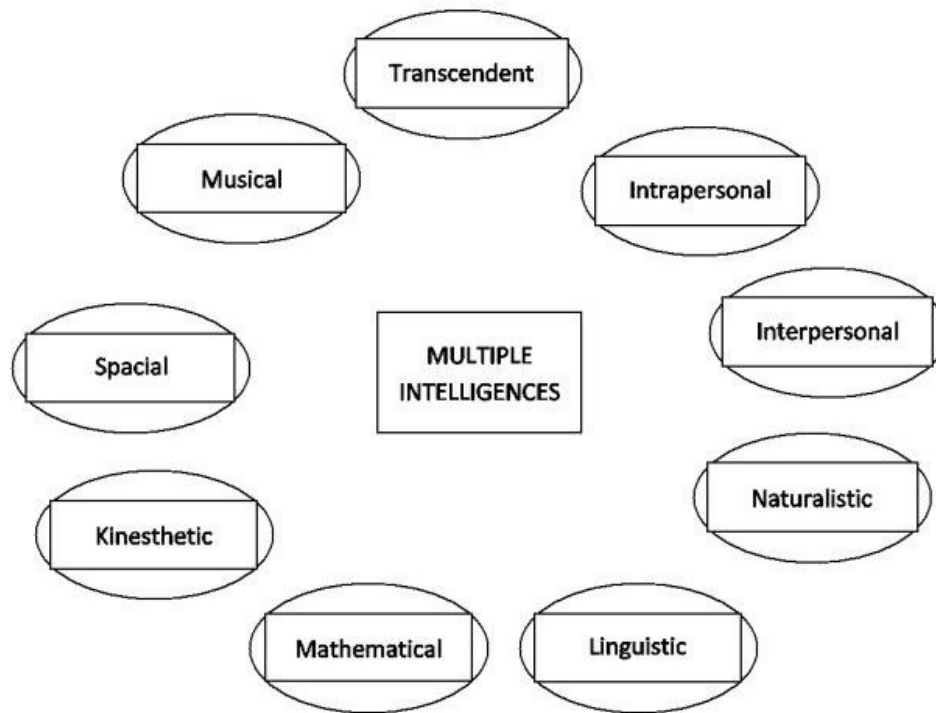 Transcendent
Musical
Intrapersonal
Interpersonal
MULTIPLE
INTELLIGENCES
Spacial
Naturalistic
Kinesthetic
Mathematical
Linguistic